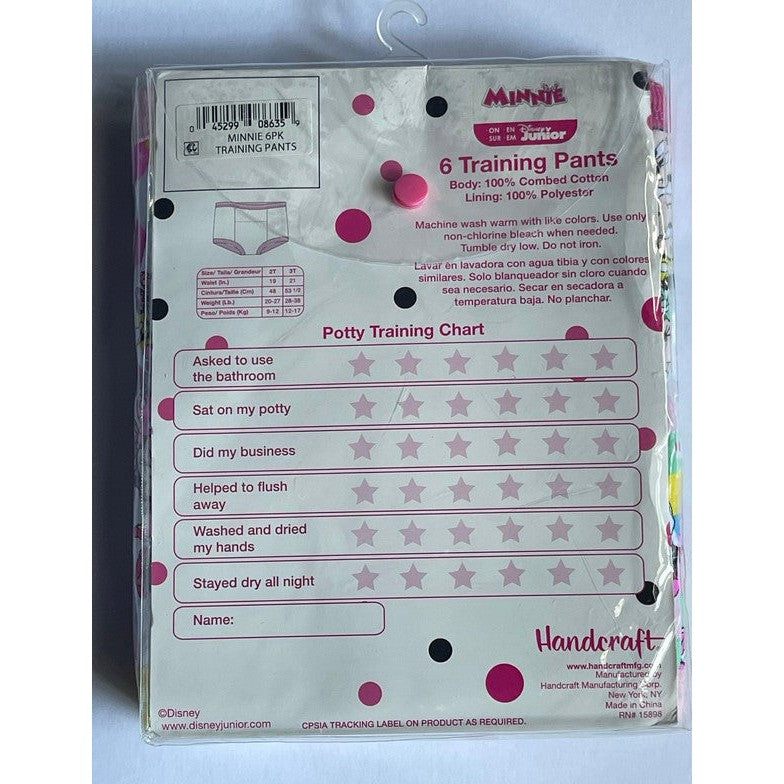 0 45299 08635 9
MINNIE 6PK
TRAINING PANTS
MINNIE
ON EN Disney
SUR EM Junior
6 Training Pants
Body: 100% Combed Cotton
Lining: 100% Polyestor
Machine wash warm with like colors. Use only
non-chlorine bleach when needed.
Tumble dry low. Do not iron.
Lavar en lavadora con agua tibia y con colores
similares. Solo blanqueador sin cloro cuando
sea necesario. Secar en secadora a
temperatura baja. No planchar.
Size/ Talla/ Grandeur 2T 3T
Waist (in.) 19 21
Cintura/Taille (Cm) 48 53 1/2
Weight (Lb.) 20-27 28-38
Peso/ Poids (Kg) 9-12 12-17
Potty Training Chart
Asked to use
the bathroom
Sat on my potty
Did my business
Helped to flush
away
Washed and dried
my hands
Stayed dry all night
Name:
Handcraft
www.handcraftmfg.com
Manufactured by
Handcraft Manufacturing Corp.
New York, NY
Made in China
RN# 15898
©Disney
www.disneyjunior.com
CPSIA TRACKING LABEL ON PRODUCT AS REQUIRED.